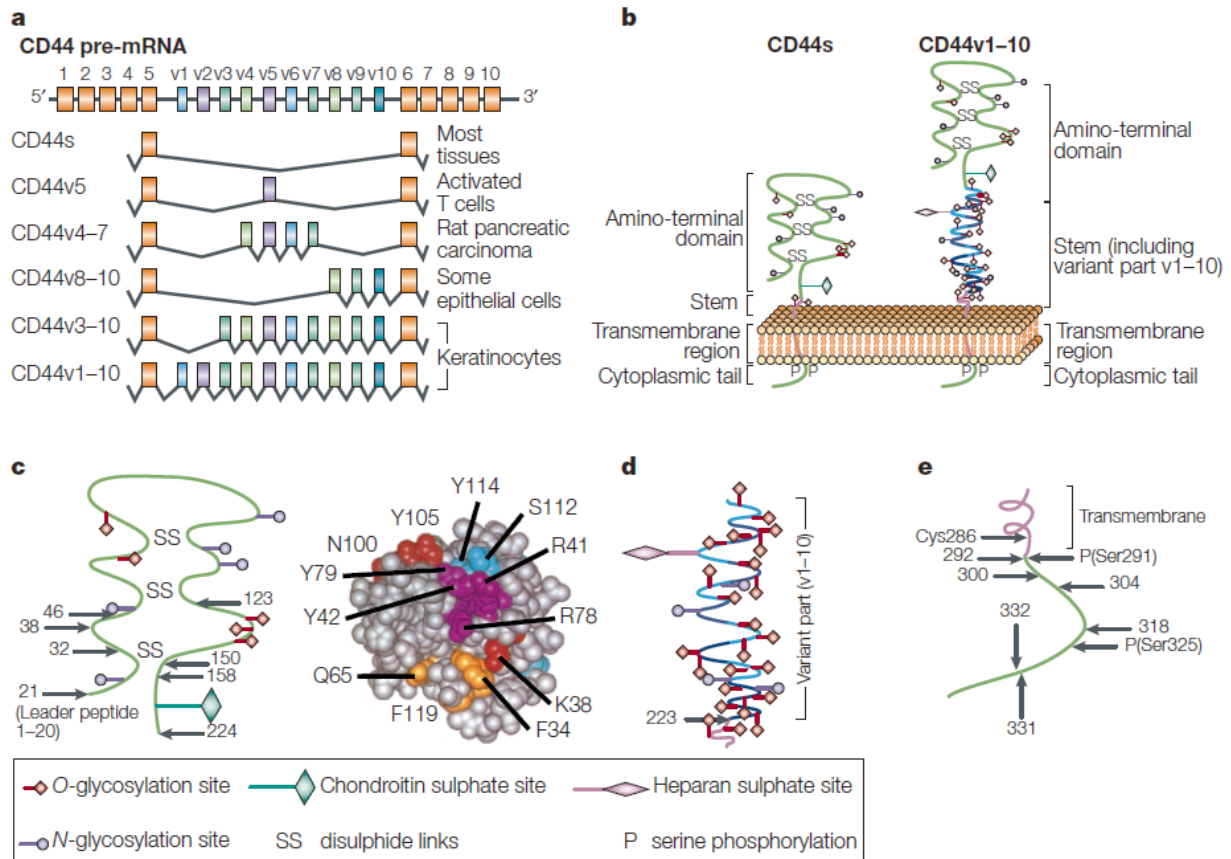 a
CD44 pre-mRNA
1 2 3 4 5 v1 v2 v3 v4 v5 v6 v7 v8 v9 v10 6 7 8 9 10
5′ 3′
CD44s
Most tissues
CD44v5
Activated T cells
CD44v4–7
Rat pancreatic carcinoma
CD44v8–10
Some epithelial cells
CD44v3–10
Keratinocytes
CD44v1–10
b
CD44s
CD44v1–10
SS
SS
SS
SS
SS
SS
Amino-terminal domain
Amino-terminal domain
Stem
Stem (including variant part v1–10)
Transmembrane region
Transmembrane region
Cytoplasmic tail
P P
P P
Cytoplasmic tail
c
SS
SS
SS
46
38
32
21
(Leader peptide 1–20)
123
150
158
224
Y114
S112
Y105
N100
R41
Y79
Y42
R78
Q65
K38
F119
F34
d
Variant part (v1–10)
223
e
Transmembrane
Cys286
292
P(Ser291)
300
304
332
318
P(Ser325)
331
O-glycosylation site
Chondroitin sulphate site
Heparan sulphate site
N-glycosylation site
SS disulphide links
P serine phosphorylation